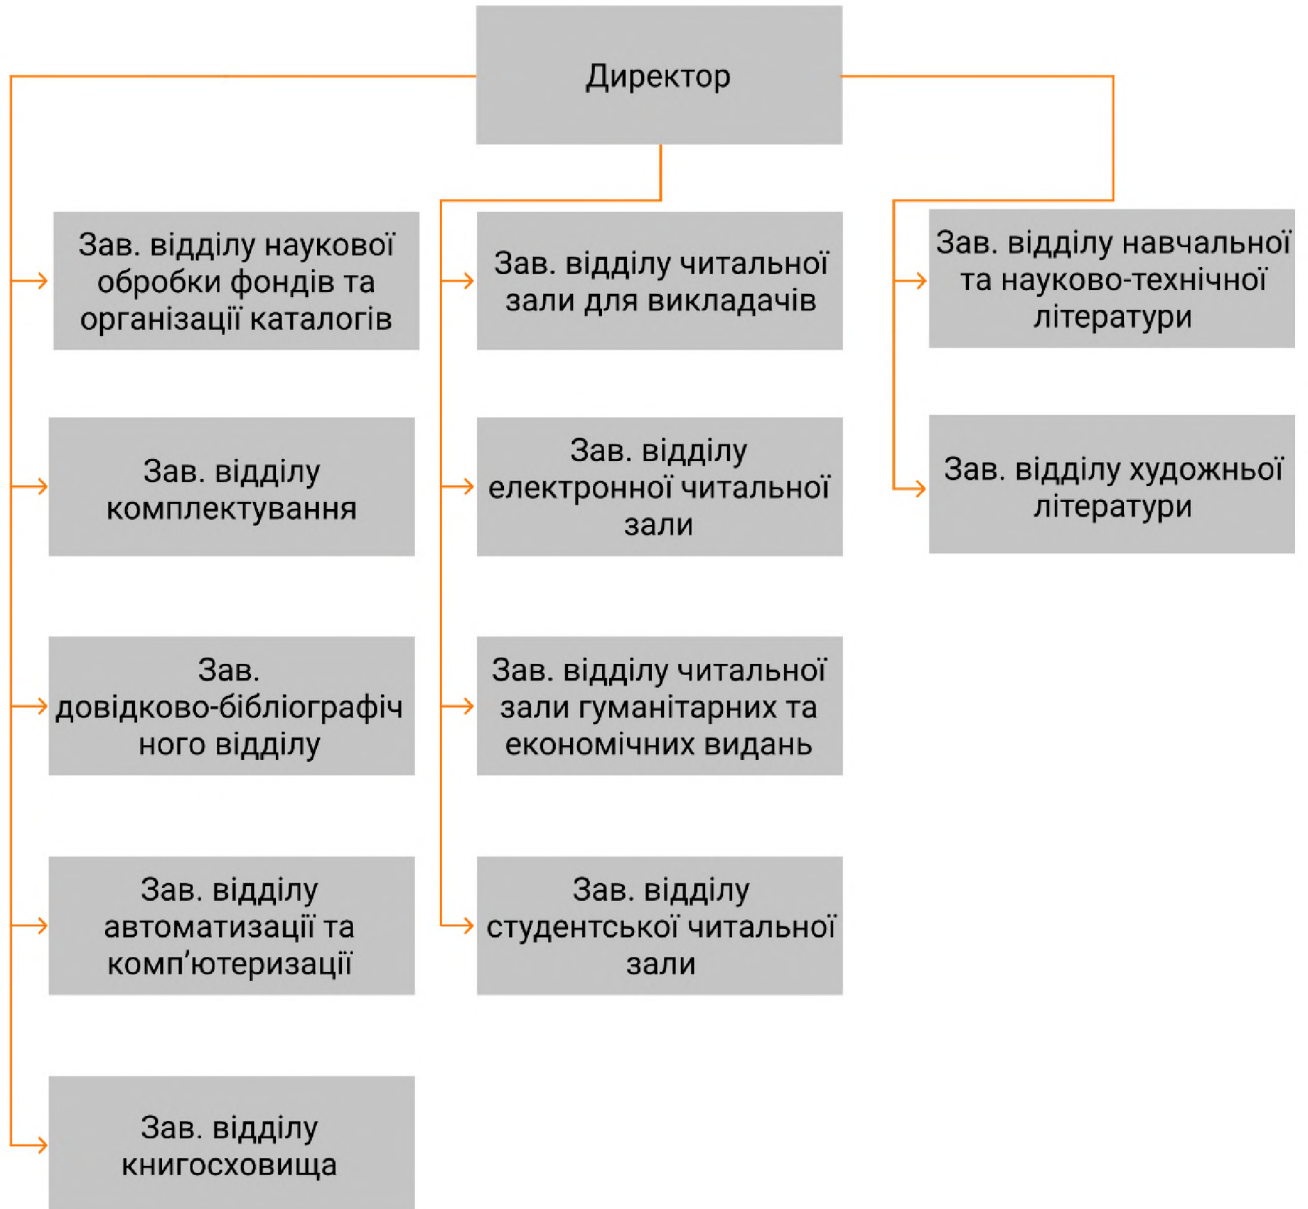 Директор
Зав. відділу наукової
обробки фондів та
організації каталогів
Зав. відділу
комплектування
Зав.
довідково-бібліографіч
ного відділу
Зав. відділу
автоматизації та
комп’ютеризації
Зав. відділу
книгосховища
Зав. відділу читальної
зали для викладачів
Зав. відділу
електронної читальної
зали
Зав. відділу читальної
зали гуманітарних та
економічних видань
Зав. відділу
студентської читальної
зали
Зав. відділу навчальної
та науково-технічної
літератури
Зав. відділу художньої
літератури